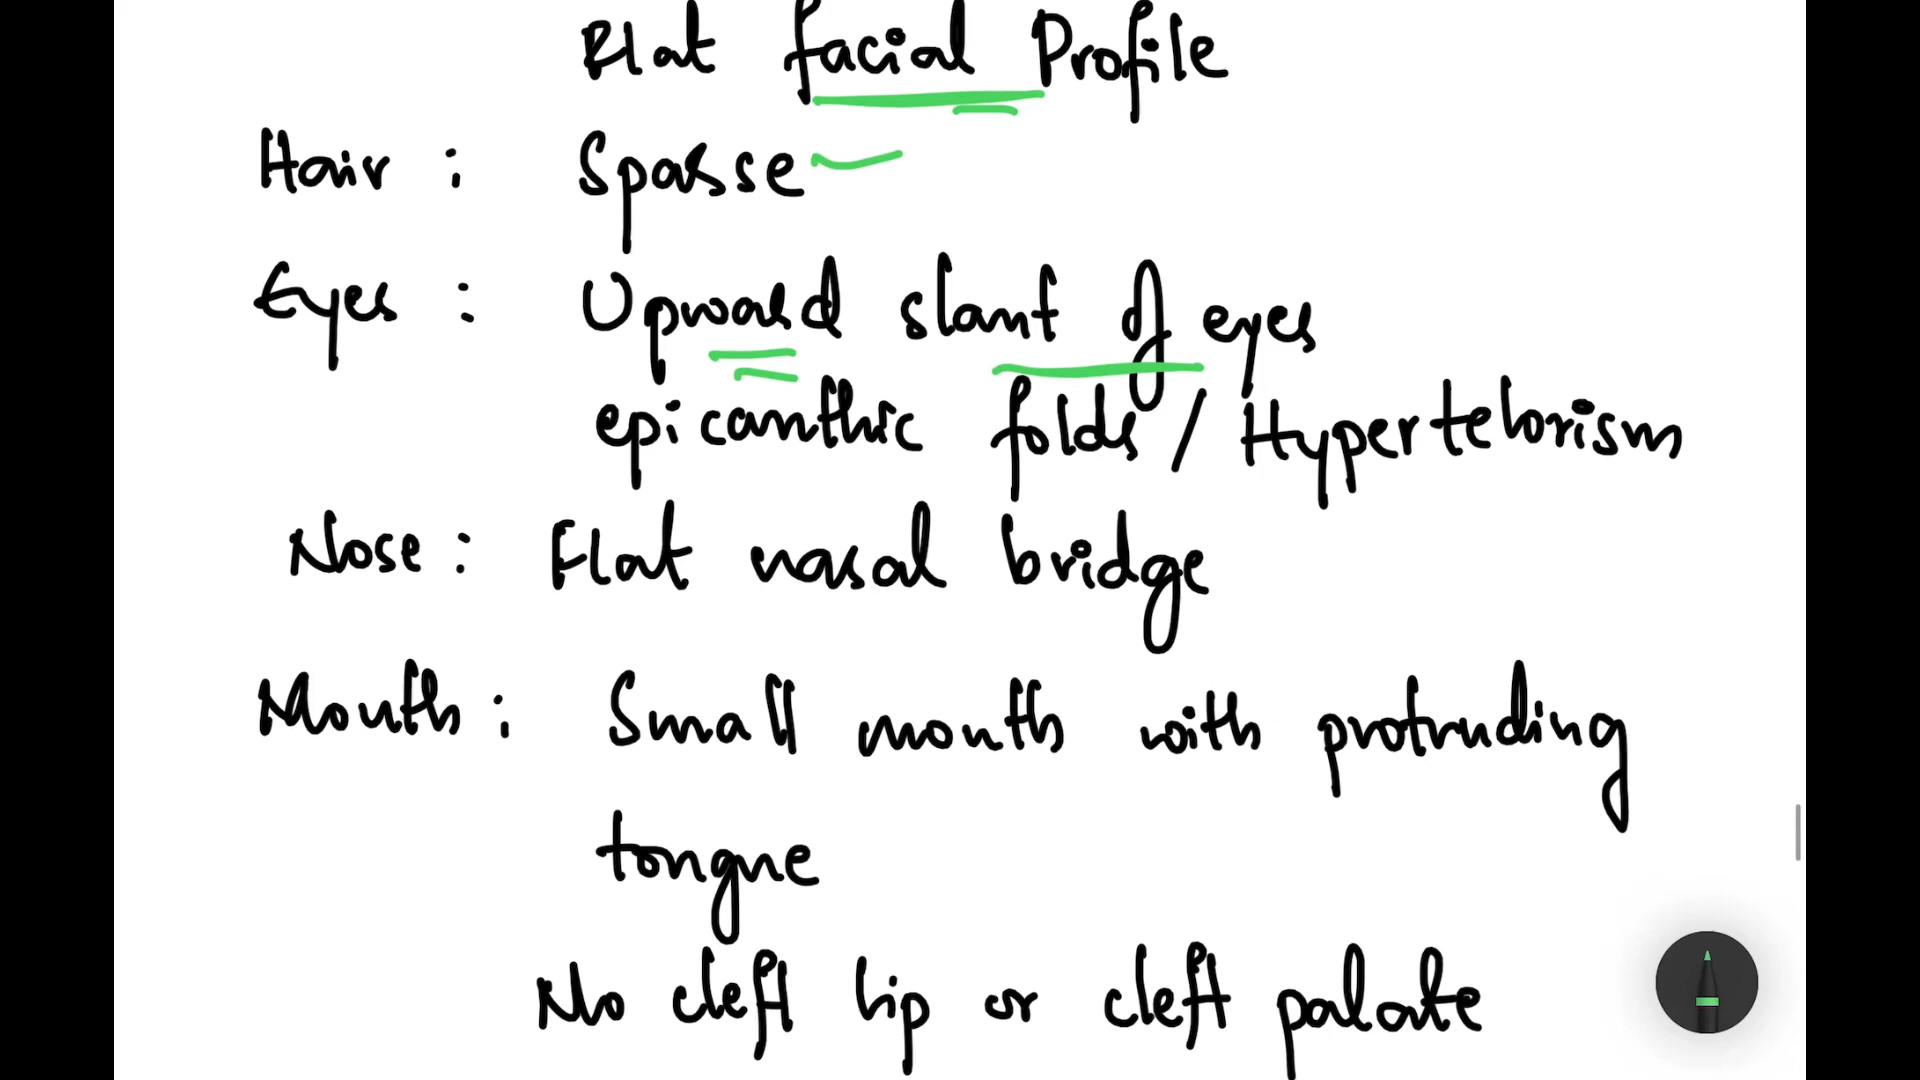 Flat facial Profile
Hair : Sparse
Eyes : Upward slant of eyes
epicanthic folds / Hypertelorism
Nose : Flat nasal bridge
Mouth : Small mouth with protruding
tongue
No cleft lip or cleft palate